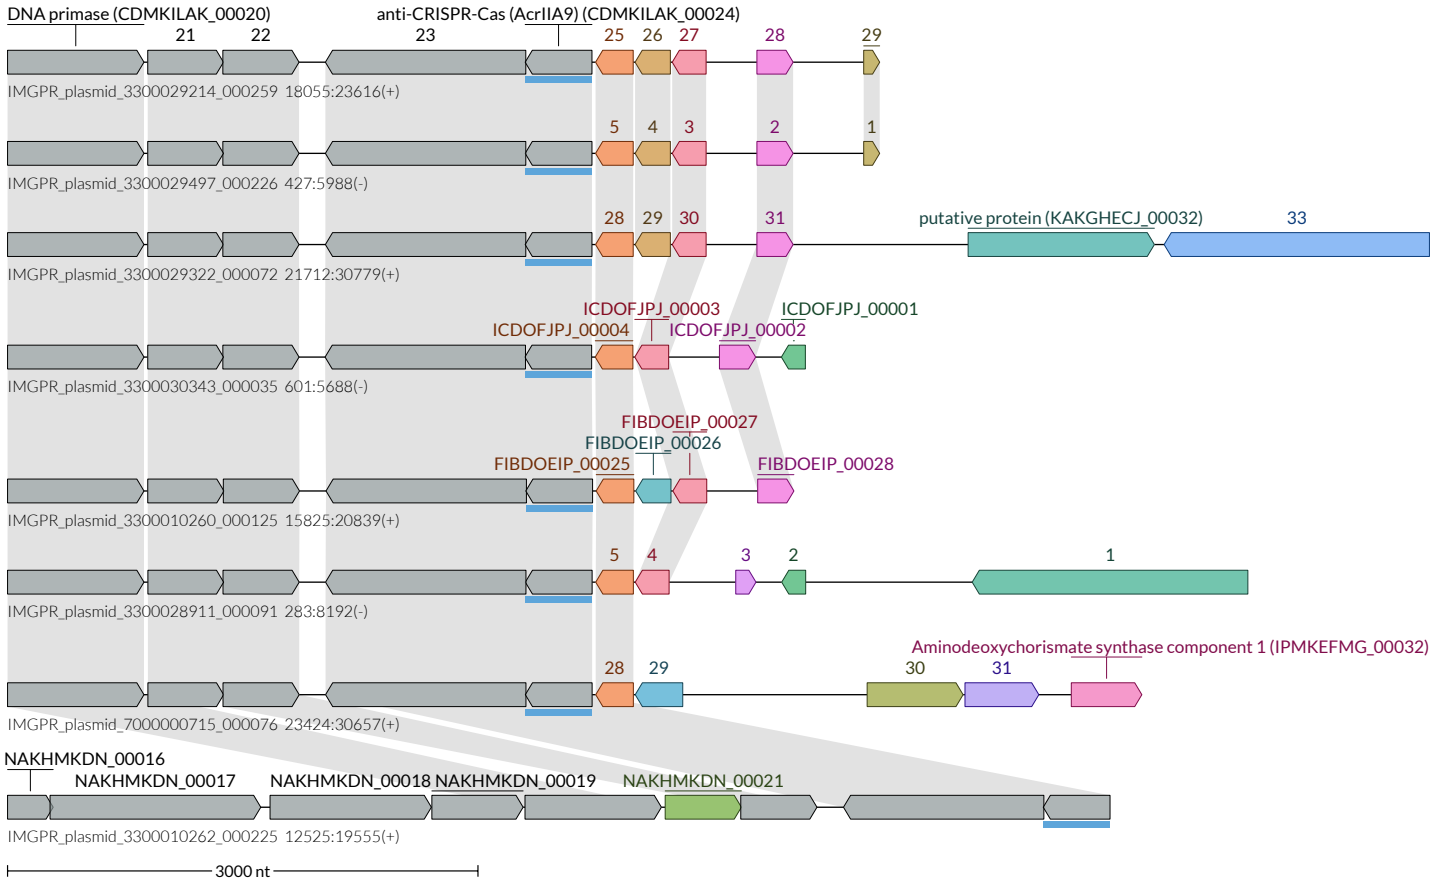 DNA primase (CDMKILAK_00020) anti-CRISPR-Cas (AcrIIA9) (CDMKILAK_00024)
21 22 23 25 26 27 28 29
IMGPR_plasmid_3300029214_000259 18055:23616(+)
5 4 3 2 1
IMGPR_plasmid_3300029497_000226 427:5988(-)
28 29 30 31 putative protein (KAKGHECJ_00032) 33
IMGPR_plasmid_3300029322_000072 21712:30779(+)
ICDOFJPJ_00003 ICDOFJPJ_00001
ICDOFJPJ_00004 ICDOFJPJ_00002
IMGPR_plasmid_3300030343_000035 601:5688(-)
FIBDOEIP_00027
FIBDOEIP_00026
FIBDOEIP_00025 FIBDOEIP_00028
IMGPR_plasmid_3300010260_000125 15825:20839(+)
5 4 3 2 1
IMGPR_plasmid_3300028911_000091 283:8192(-)
Aminodeoxychorismate synthase component 1 (IPMKEFMG_00032)
28 29 30 31
IMGPR_plasmid_7000000715_000076 23424:30657(+)
NAKHMKDN_00016
NAKHMKDN_00017 NAKHMKDN_00018 NAKHMKDN_00019 NAKHMKDN_00021
IMGPR_plasmid_3300010262_000225 12525:19555(+)
3000 nt